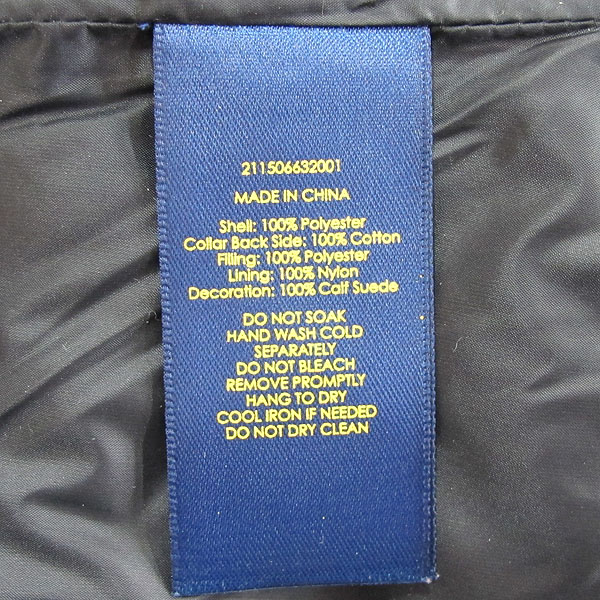 211506632001
MADE IN CHINA
Shell: 100% Polyester
Collar Back Side: 100% Cotton
Filling: 100% Polyester
Lining: 100% Nylon
Decoration: 100% Calf Suede
DO NOT SOAK
HAND WASH COLD
SEPARATELY
DO NOT BLEACH
REMOVE PROMPTLY
HANG TO DRY
COOL IRON IF NEEDED
DO NOT DRY CLEAN